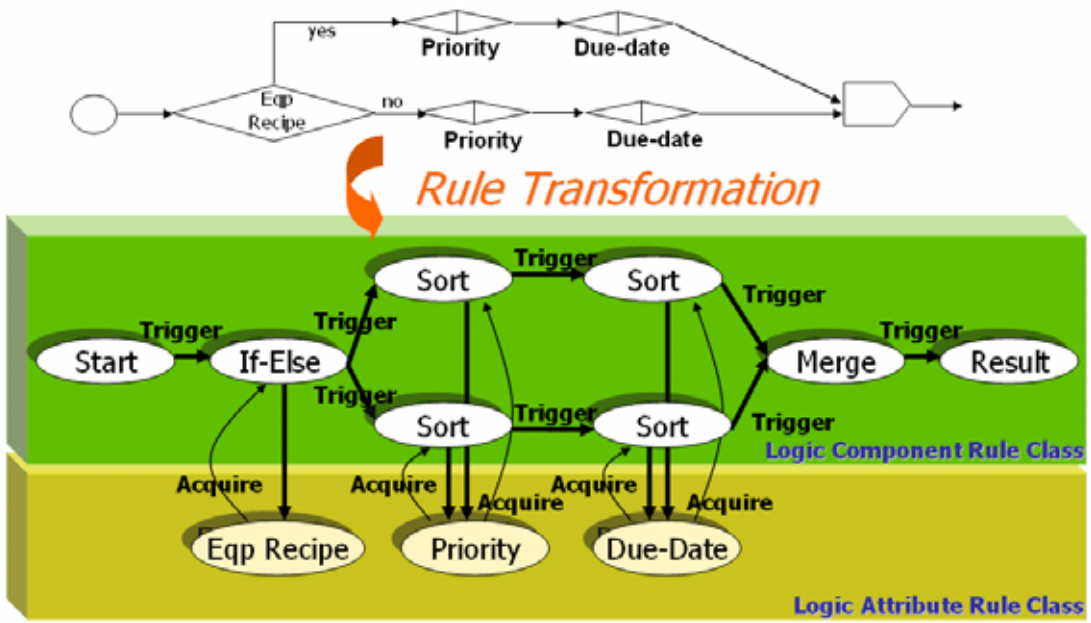 yes
Priority
Due-date
Eqp
Recipe
no
Priority
Due-date
Rule Transformation
Sort
Trigger
Sort
Trigger
Trigger
Trigger
Trigger
Start
If-Else
Merge
Result
Trigger
Sort
Trigger
Sort
Trigger
Logic Component Rule Class
Acquire
Acquire
Acquire
Acquire
Acquire
Eqp Recipe
Priority
Due-Date
Logic Attribute Rule Class